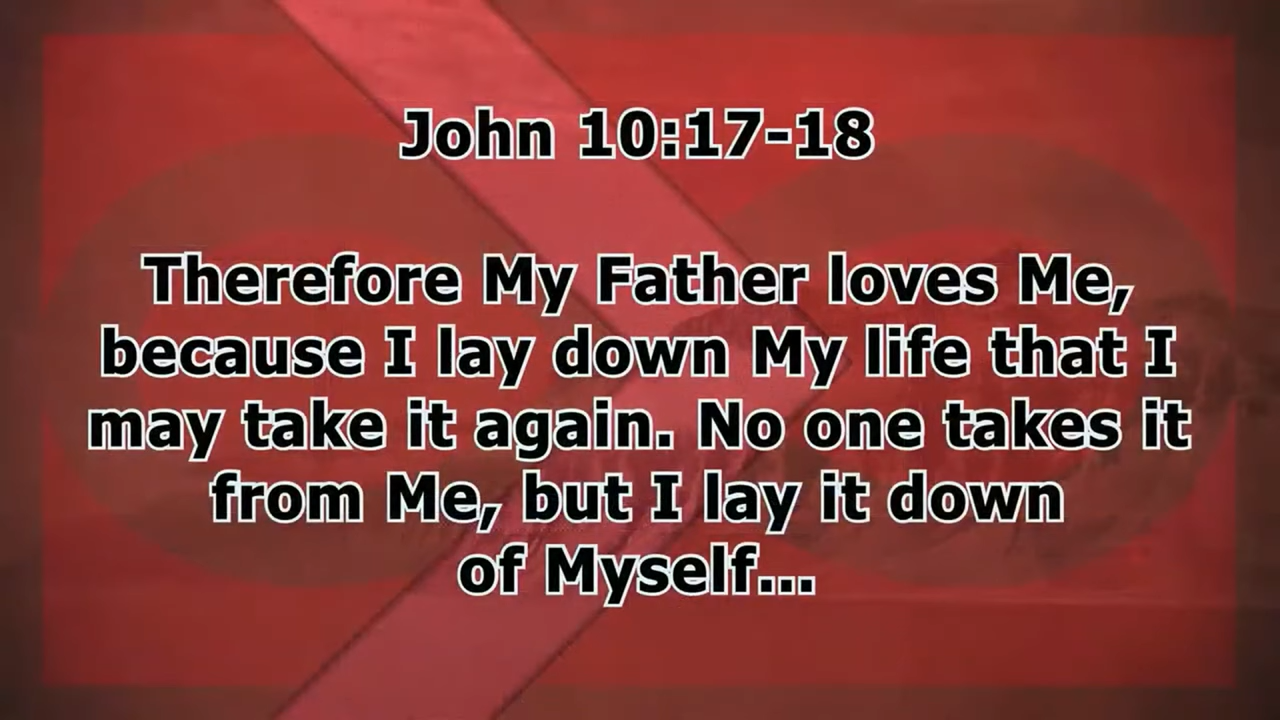 John 10:17-18
Therefore My Father loves Me,
because I lay down My life that I
may take it again. No one takes it
from Me, but I lay it down
of Myself...